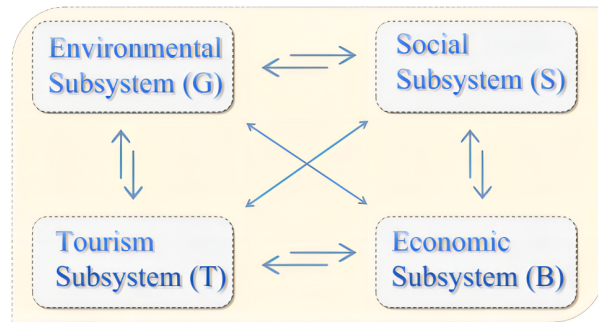 Environmental
Subsystem (G)
Social
Subsystem (S)
Tourism
Subsystem (T)
Economic
Subsystem (B)